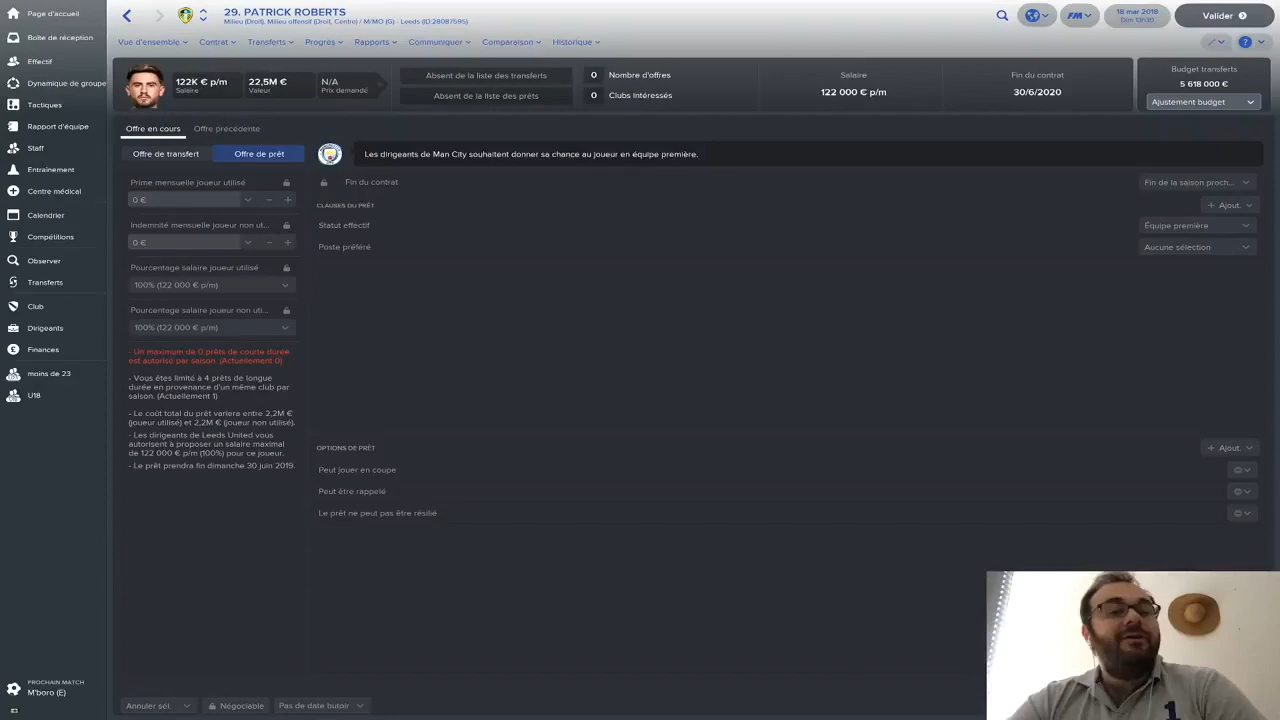 Page d'accueil
Boîte de réception
Effectif
Dynamique de groupe
Tactiques
Rapport d'équipe
Staff
Entraînement
Centre médical
Calendrier
Compétitions
Observer
Transferts
Club
Dirigeants
Finances
moins de 23
U18
PROCHAIN MATCH
M'boro (E)
29. PATRICK ROBERTS
Milieu (Droit), Milieu offensif (Droit, Centre) / M/MO (G) - Leeds (ID:28087595)
FM
18 mar 2018
Dim 13h30
Valider
Vue d'ensemble
Contrat
Transferts
Progrès
Rapports
Communiquer
Comparaison
Historique
?
122K € p/m
Salaire
22,5M €
Valeur
N/A
Prix demandé
Absent de la liste des transferts
Absent de la liste des prêts
0 Nombre d'offres
0 Clubs intéressés
Salaire
122 000 € p/m
Fin du contrat
30/6/2020
Budget transferts
5 618 000 €
Ajustement budget
Offre en cours
Offre précédente
Offre de transfert
Offre de prêt
Les dirigeants de Man City souhaitent donner sa chance au joueur en équipe première.
Prime mensuelle joueur utilisé
0 €
Indemnité mensuelle joueur non ut...
0 €
Pourcentage salaire joueur utilisé
100% (122 000 € p/m)
Pourcentage salaire joueur non uti...
100% (122 000 € p/m)
- Un maximum de 0 prêts de courte durée
est autorisé par saison. (Actuellement 0)
- Vous êtes limité à 4 prêts de longue
durée en provenance d'un même club par
saison. (Actuellement 1)
- Le coût total du prêt variera entre 2,2M €
(joueur utilisé) et 2,2M € (joueur non utilisé).
- Les dirigeants de Leeds United vous
autorisent à proposer un salaire maximal
de 122 000 € p/m (100%) pour ce joueur.
- Le prêt prendra fin dimanche 30 juin 2019.
Fin du contrat
Fin de la saison proch...
CLAUSES DU PRÊT
+ Ajout.
Statut effectif
Équipe première
Poste préféré
Aucune sélection
OPTIONS DE PRÊT
+ Ajout.
Peut jouer en coupe
Peut être rappelé
Le prêt ne peut pas être résilié
Annuler sél.
Négociable
Pas de date butoir
1